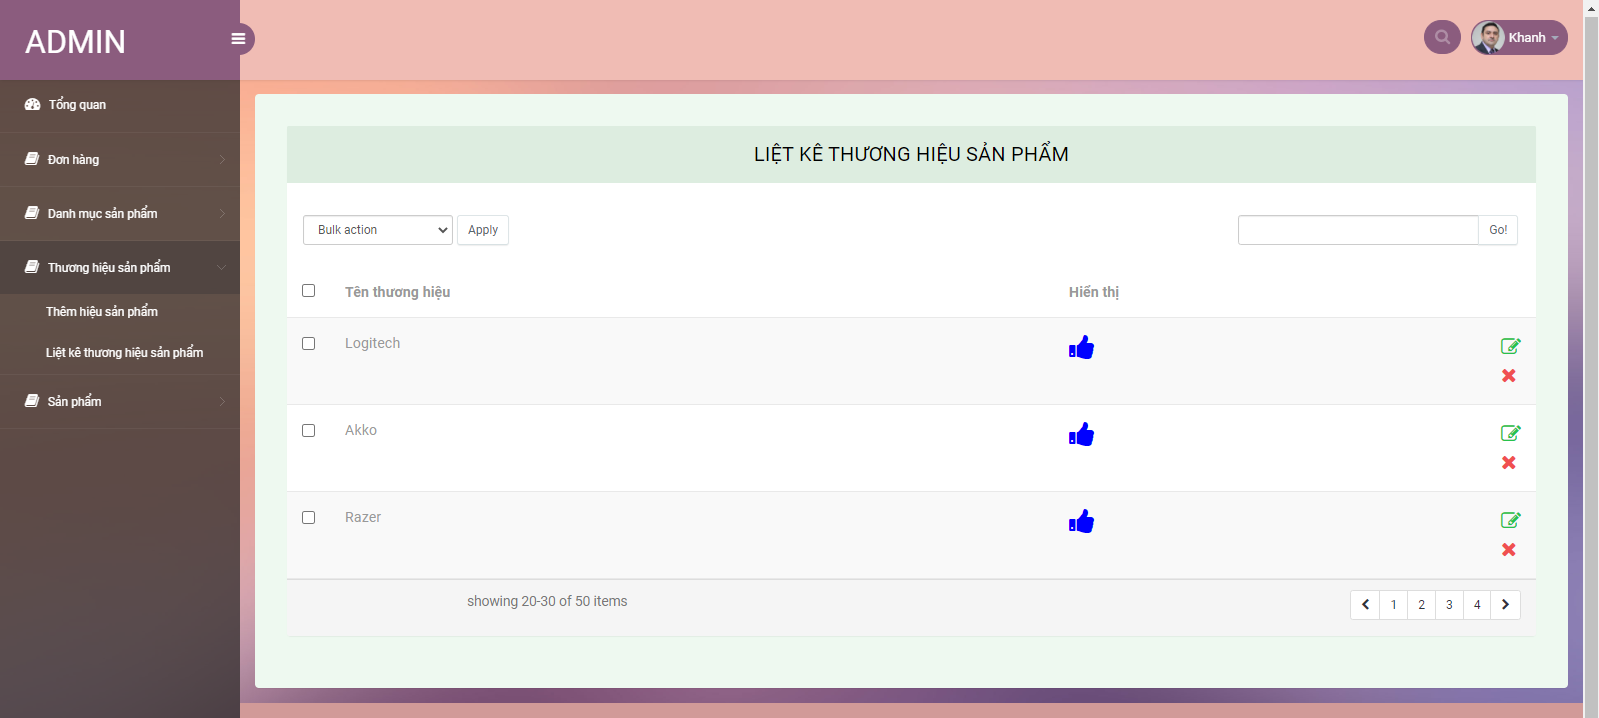 ADMIN
Khanh
Tổng quan
Đơn hàng
Danh mục sản phẩm
Thương hiệu sản phẩm
Thêm hiệu sản phẩm
Liệt kê thương hiệu sản phẩm
Sản phẩm
LIỆT KÊ THƯƠNG HIỆU SẢN PHẨM
Bulk action Apply Go!
Tên thương hiệu Hiển thị
Logitech
Akko
Razer
showing 20-30 of 50 items 1 2 3 4